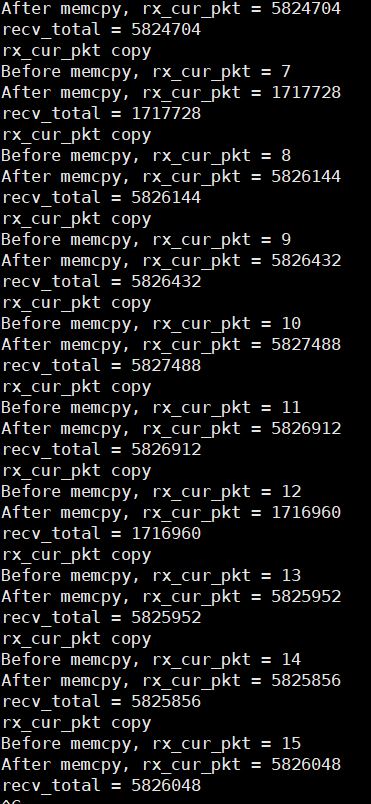 After memcpy, rx_cur_pkt = 5824704
recv_total = 5824704
rx_cur_pkt copy
Before memcpy, rx_cur_pkt = 7
After memcpy, rx_cur_pkt = 1717728
recv_total = 1717728
rx_cur_pkt copy
Before memcpy, rx_cur_pkt = 8
After memcpy, rx_cur_pkt = 5826144
recv_total = 5826144
rx_cur_pkt copy
Before memcpy, rx_cur_pkt = 9
After memcpy, rx_cur_pkt = 5826432
recv_total = 5826432
rx_cur_pkt copy
Before memcpy, rx_cur_pkt = 10
After memcpy, rx_cur_pkt = 5827488
recv_total = 5827488
rx_cur_pkt copy
Before memcpy, rx_cur_pkt = 11
After memcpy, rx_cur_pkt = 5826912
recv_total = 5826912
rx_cur_pkt copy
Before memcpy, rx_cur_pkt = 12
After memcpy, rx_cur_pkt = 1716960
recv_total = 1716960
rx_cur_pkt copy
Before memcpy, rx_cur_pkt = 13
After memcpy, rx_cur_pkt = 5825952
recv_total = 5825952
rx_cur_pkt copy
Before memcpy, rx_cur_pkt = 14
After memcpy, rx_cur_pkt = 5825856
recv_total = 5825856
rx_cur_pkt copy
Before memcpy, rx_cur_pkt = 15
After memcpy, rx_cur_pkt = 5826048
recv_total = 5826048